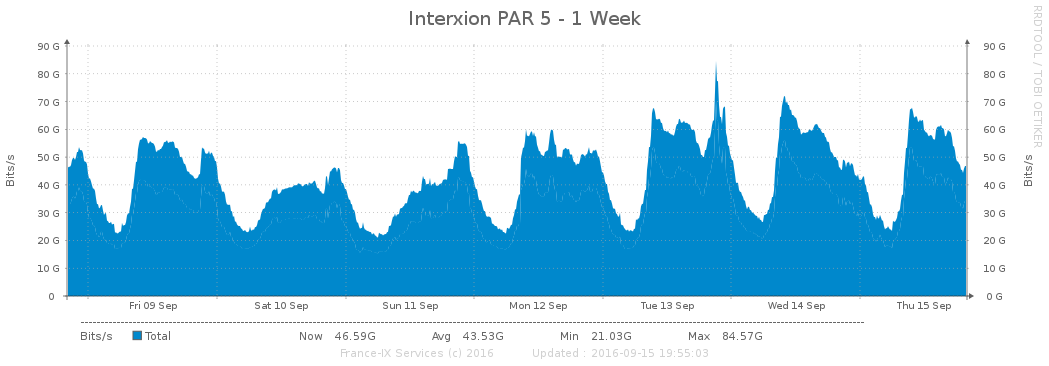 Interxion PAR 5 - 1 Week
RRDTOOL / TOBI OETIKER
90 G 90 G
80 G 80 G
70 G 70 G
60 G 60 G
50 G 50 G
40 G 40 G
30 G 30 G
20 G 20 G
10 G 10 G
0 0 G
Bits/s
Bits/s
Fri 09 Sep Sat 10 Sep Sun 11 Sep Mon 12 Sep Tue 13 Sep Wed 14 Sep Thu 15 Sep
Bits/s Total Now 46.59G Avg 43.53G Min 21.03G Max 84.57G
France-IX Services (c) 2016 Updated : 2016-09-15 19:55:03